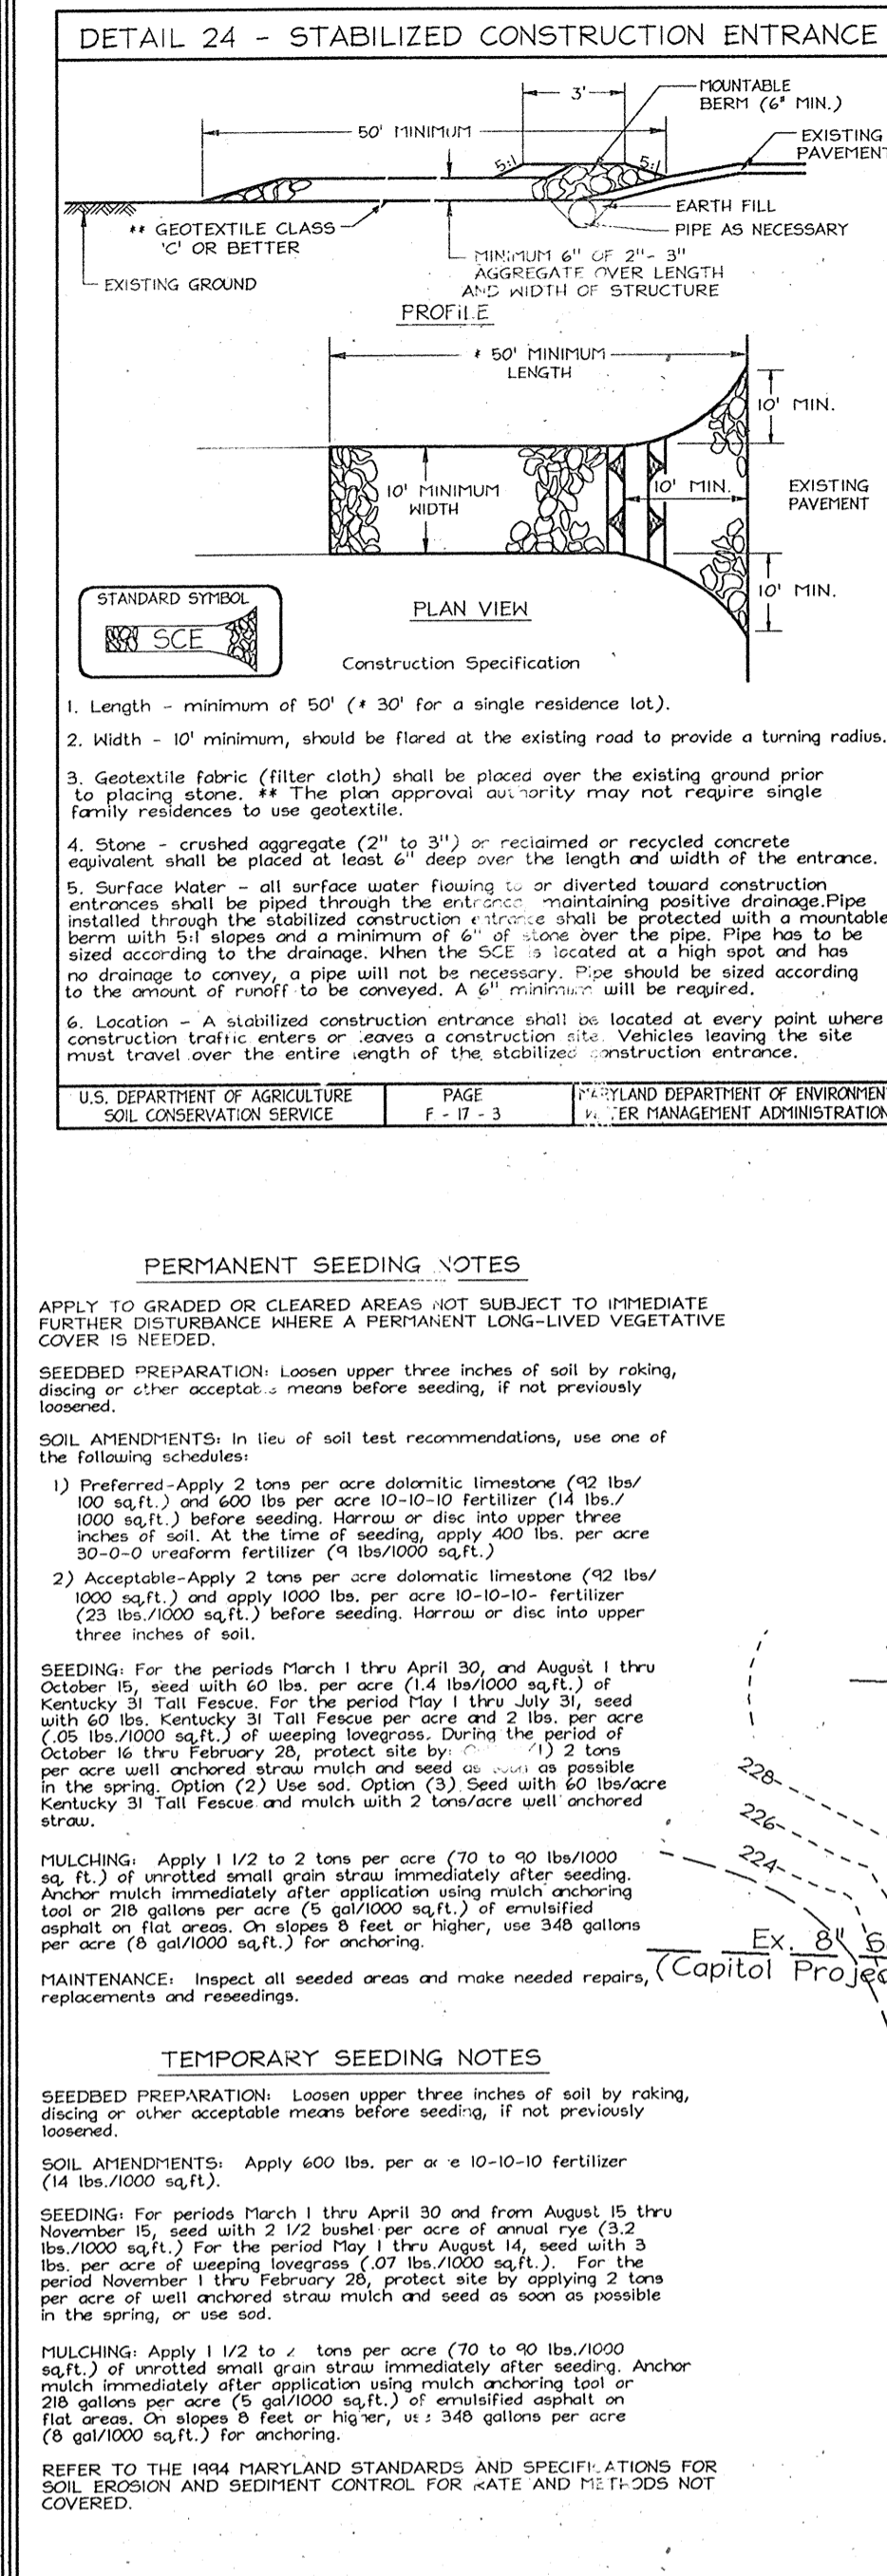 DETAIL 24 - STABILIZED CONSTRUCTION ENTRANCE
3'
MOUNTABLE
BERM (6" MIN.)
50' MINIMUM
EXISTING
PAVEMENT
5:1
5:1
EARTH FILL
** GEOTEXTILE CLASS
'C' OR BETTER
PIPE AS NECESSARY
MINIMUM 6" OF 2"- 3"
AGGREGATE OVER LENGTH
AND WIDTH OF STRUCTURE
EXISTING GROUND
PROFILE
* 50' MINIMUM
LENGTH
10' MIN.
10' MINIMUM
WIDTH
10' MIN.
EXISTING
PAVEMENT
10' MIN.
STANDARD SYMBOL
SCE
PLAN VIEW
Construction Specification
1. Length - minimum of 50' (* 30' for a single residence lot).
2. Width - 10' minimum, should be flared at the existing road to provide a turning radius.
3. Geotextile fabric (filter cloth) shall be placed over the existing ground prior
to placing stone. ** The plan approval authority may not require single
family residences to use geotextile.
4. Stone - crushed aggregate (2" to 3") or reclaimed or recycled concrete
equivalent shall be placed at least 6" deep over the length and width of the entrance.
5. Surface Water - all surface water flowing to or diverted toward construction
entrances shall be piped through the entrance, maintaining positive drainage.Pipe
installed through the stabilized construction entrance shall be protected with a mountable
berm with 5:1 slopes and a minimum of 6" of stone over the pipe. Pipe has to be
sized according to the drainage. When the SCE is located at a high spot and has
no drainage to convey, a pipe will not be necessary. Pipe should be sized according
to the amount of runoff to be conveyed. A 6" minimum will be required.
6. Location - A stabilized construction entrance shall be located at every point where
construction traffic enters or leaves a construction site. Vehicles leaving the site
must travel over the entire length of the stabilized construction entrance.
U.S. DEPARTMENT OF AGRICULTURE
SOIL CONSERVATION SERVICE
PAGE
F - 17 - 3
MARYLAND DEPARTMENT OF ENVIRONMENT
WATER MANAGEMENT ADMINISTRATION
PERMANENT SEEDING NOTES
APPLY TO GRADED OR CLEARED AREAS NOT SUBJECT TO IMMEDIATE
FURTHER DISTURBANCE WHERE A PERMANENT LONG-LIVED VEGETATIVE
COVER IS NEEDED.
SEEDBED PREPARATION: Loosen upper three inches of soil by raking,
discing or other acceptable means before seeding, if not previously
loosened.
SOIL AMENDMENTS: In lieu of soil test recommendations, use one of
the following schedules:
1) Preferred-Apply 2 tons per acre dolomitic limestone (92 lbs/
100 sq.ft.) and 600 lbs per acre 10-10-10 fertilizer (14 lbs./
1000 sq.ft.) before seeding. Harrow or disc into upper three
inches of soil. At the time of seeding, apply 400 lbs. per acre
30-0-0 ureaform fertilizer (9 lbs/1000 sq.ft.)
2) Acceptable-Apply 2 tons per acre dolomatic limestone (92 lbs/
1000 sq.ft.) and apply 1000 lbs. per acre 10-10-10- fertilizer
(23 lbs./1000 sq.ft.) before seeding. Harrow or disc into upper
three inches of soil.
SEEDING: For the periods March 1 thru April 30, and August 1 thru
October 15, seed with 60 lbs. per acre (1.4 lbs/1000 sq.ft.) of
Kentucky 31 Tall Fescue. For the period May 1 thru July 31, seed
with 60 lbs. Kentucky 31 Tall Fescue per acre and 2 lbs. per acre
(.05 lbs./1000 sq.ft.) of weeping lovegrass. During the period of
October 16 thru February 28, protect site by: (1) 2 tons
per acre well anchored straw mulch and seed as soon as possible
in the spring. Option (2) Use sod. Option (3) Seed with 60 lbs/acre
Kentucky 31 Tall Fescue and mulch with 2 tons/acre well anchored
straw.
228
226
224
MULCHING: Apply 1 1/2 to 2 tons per acre (70 to 90 lbs/1000
sq. ft.) of unrotted small grain straw immediately after seeding.
Anchor mulch immediately after application using mulch anchoring
tool or 218 gallons per acre (5 gal/1000 sq.ft.) of emulsified
asphalt on flat areas. On slopes 8 feet or higher, use 348 gallons
per acre (8 gal/1000 sq.ft.) for anchoring.
Ex. 8" S
(Capitol Projec
MAINTENANCE: Inspect all seeded areas and make needed repairs,
replacements and reseedings.
TEMPORARY SEEDING NOTES
SEEDBED PREPARATION: Loosen upper three inches of soil by raking,
discing or other acceptable means before seeding, if not previously
loosened.
SOIL AMENDMENTS: Apply 600 lbs. per acre 10-10-10 fertilizer
(14 lbs./1000 sq.ft).
SEEDING: For periods March 1 thru April 30 and from August 15 thru
November 15, seed with 2 1/2 bushel per acre of annual rye (3.2
lbs./1000 sq.ft.) For the period May 1 thru August 14, seed with 3
lbs. per acre of weeping lovegrass (.07 lbs./1000 sq.ft.). For the
period November 1 thru February 28, protect site by applying 2 tons
per acre of well anchored straw mulch and seed as soon as possible
in the spring, or use sod.
MULCHING: Apply 1 1/2 to 2 tons per acre (70 to 90 lbs./1000
sq.ft.) of unrotted small grain straw immediately after seeding. Anchor
mulch immediately after application using mulch anchoring tool or
218 gallons per acre (5 gal/1000 sq.ft.) of emulsified asphalt on
flat areas. On slopes 8 feet or higher, use 348 gallons per acre
(8 gal/1000 sq.ft.) for anchoring.
REFER TO THE 1994 MARYLAND STANDARDS AND SPECIFICATIONS FOR
SOIL EROSION AND SEDIMENT CONTROL FOR RATE AND METHODS NOT
COVERED.